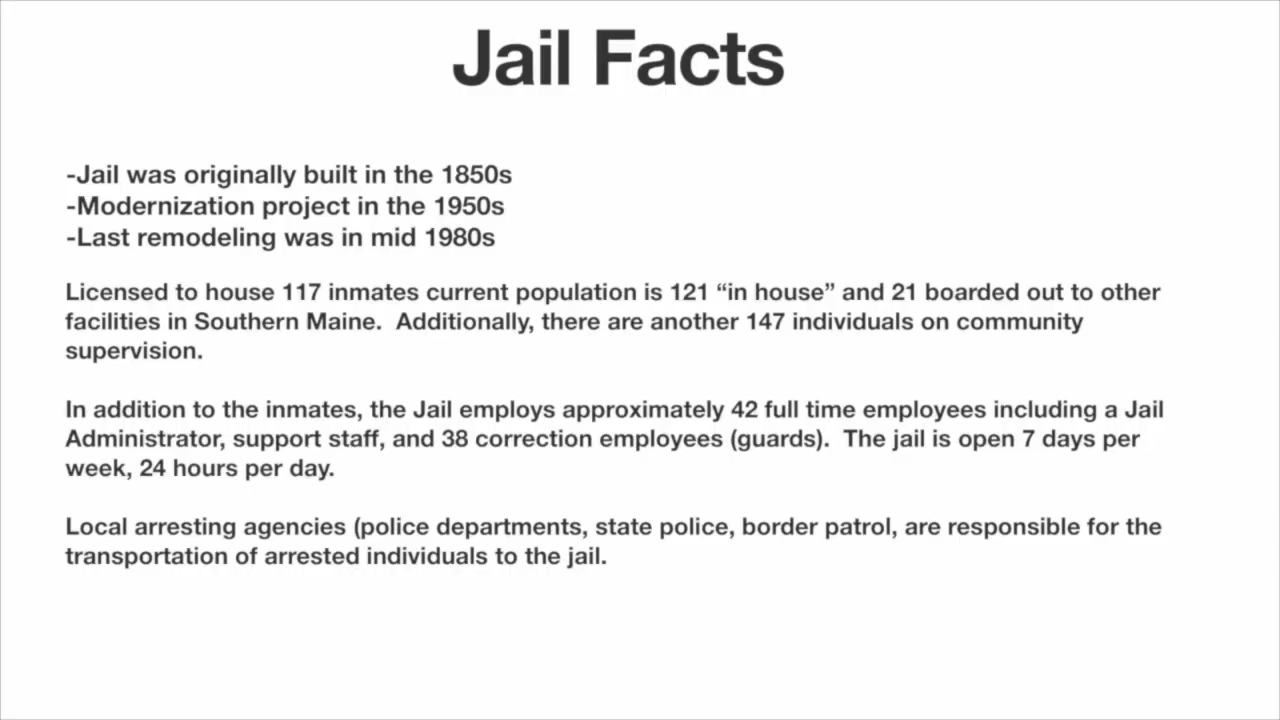 Jail Facts
-Jail was originally built in the 1850s
-Modernization project in the 1950s
-Last remodeling was in mid 1980s
Licensed to house 117 inmates current population is 121 “in house” and 21 boarded out to other
facilities in Southern Maine.  Additionally, there are another 147 individuals on community
supervision.
In addition to the inmates, the Jail employs approximately 42 full time employees including a Jail
Administrator, support staff, and 38 correction employees (guards).  The jail is open 7 days per
week, 24 hours per day.
Local arresting agencies (police departments, state police, border patrol, are responsible for the
transportation of arrested individuals to the jail.